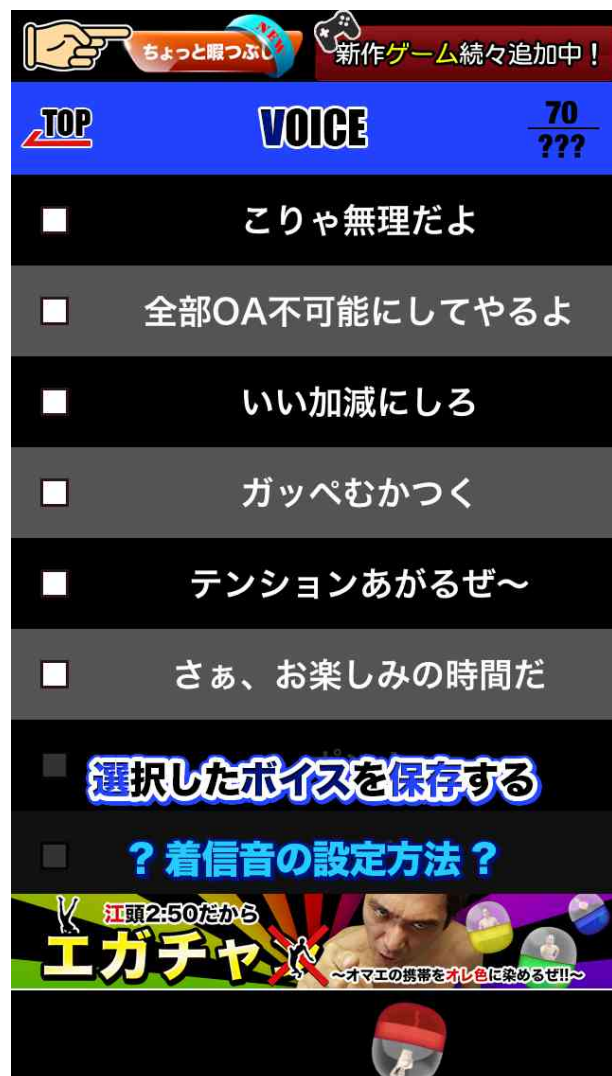 ちょっと暇つぶし
NEW
新作ゲーム続々追加中！
TOP
VOICE
70
???
こりゃ無理だよ
全部OA不可能にしてやるよ
いい加減にしろ
ガッペむかつく
テンションあがるぜ～
さぁ、お楽しみの時間だ
選択したボイスを保存する
？着信音の設定方法？
江頭2:50だから
エガチャ
～オマエの携帯をオレ色に染めるぜ!!～